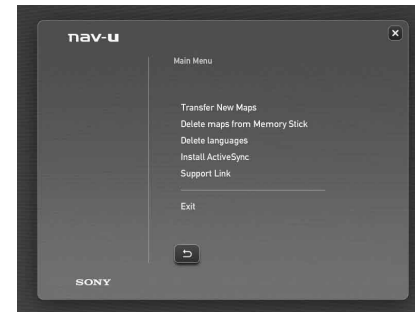 nav-u
Main Menu
Transfer New Maps
Delete maps from Memory Stick
Delete languages
Install ActiveSync
Support Link
Exit
SONY